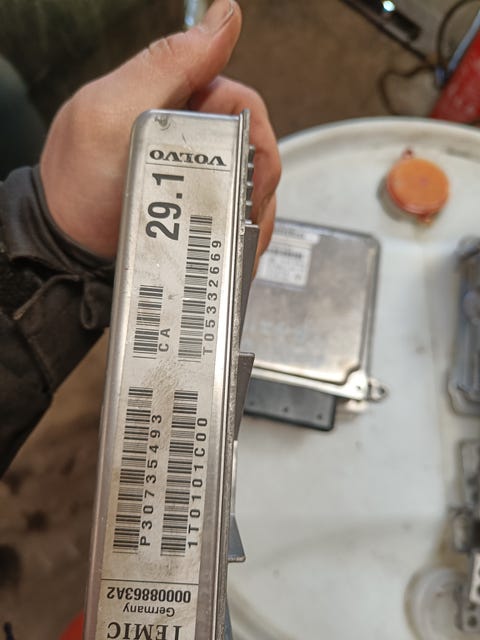 VOLVO
29.1
CA
T05332669
P30735493
1T0101C00
00008863A2
Germany
TEMIC